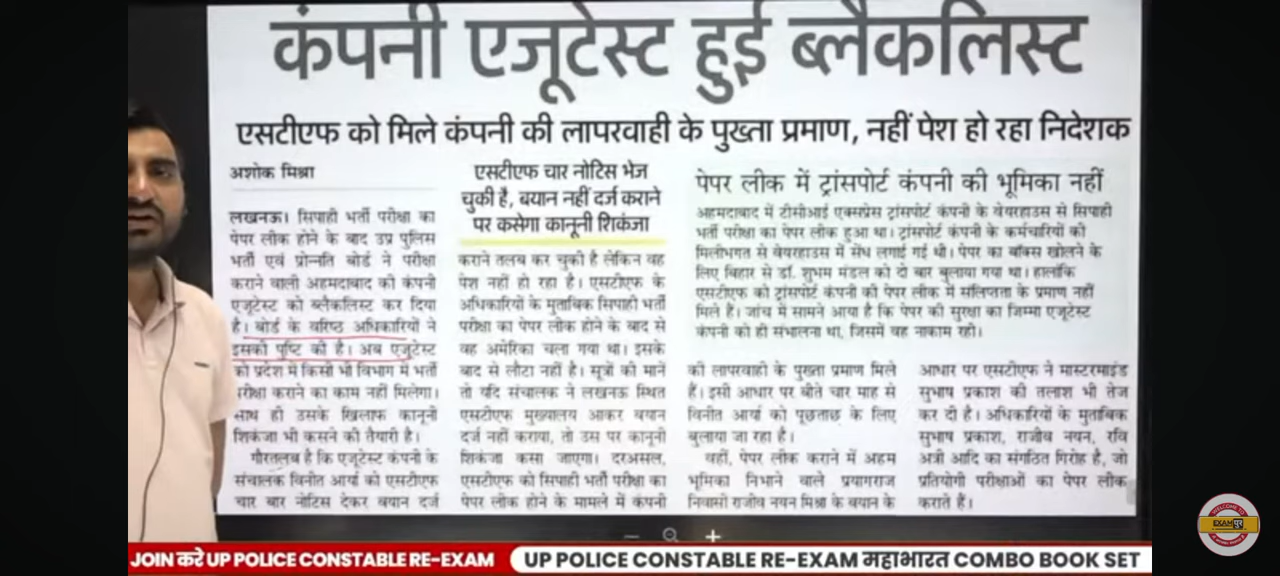 कंपनी एजूटेस्ट हुई ब्लैकलिस्ट
एसटीएफ को मिले कंपनी की लापरवाही के पुख्ता प्रमाण, नहीं पेश हो रहा निदेशक
अशोक मिश्रा
लखनऊ। सिपाही भर्ती परीक्षा का
पेपर लीक होने के बाद उप्र पुलिस
भर्ती एवं प्रोन्नति बोर्ड ने परीक्षा
कराने वाली अहमदाबाद की कंपनी
एजूटेस्ट को ब्लैकलिस्ट कर दिया
है। बोर्ड के वरिष्ठ अधिकारियों ने
इसकी पुष्टि की है। अब एजुटेस्ट
को प्रदेश में किसी भी विभाग में भर्ती
परीक्षा कराने का काम नहीं मिलेगा।
साथ ही उसके खिलाफ कानूनी
शिकंजा भी कसने की तैयारी है।
गौरतलब है कि एजूटेस्ट कंपनी के
संचालक विनीत आर्या को एसटीएफ
चार बार नोटिस देकर बयान दर्ज
एसटीएफ चार नोटिस भेज
चुकी है, बयान नहीं दर्ज कराने
पर कसेगा कानूनी शिकंजा
कराने तलब कर चुकी है लेकिन वह
पेश नहीं हो रहा है। एसटीएफ के
अधिकारियों के मुताबिक सिपाही भर्ती
परीक्षा का पेपर लीक होने के बाद से
वह अमेरिका चला गया था। इसके
बाद से लौटा नहीं है। सूत्रों की मानें
तो यदि संचालक ने लखनऊ स्थित
एसटीएफ मुख्यालय आकर बयान
दर्ज नहीं कराया, तो उस पर कानूनी
शिकंजा कसा जाएगा। दरअसल,
एसटीएफ को सिपाही भर्ती परीक्षा का
पेपर लीक होने के मामले में कंपनी
पेपर लीक में ट्रांसपोर्ट कंपनी की भूमिका नहीं
अहमदाबाद में टीसीआई एक्सप्रेस ट्रांसपोर्ट कंपनी के वेयरहाउस से सिपाही
भर्ती परीक्षा का पेपर लीक हुआ था। ट्रांसपोर्ट कंपनी के कर्मचारियों की
मिलीभगत से वेयरहाउस में सेंध लगाई गई थी। पेपर का बॉक्स खोलने के
लिए बिहार से डॉ. शुभम मंडल को दो बार बुलाया गया था। हालांकि
एसटीएफ को ट्रांसपोर्ट कंपनी की पेपर लीक में संलिप्तता के प्रमाण नहीं
मिले हैं। जांच में सामने आया है कि पेपर की सुरक्षा का जिम्मा एजूटेस्ट
कंपनी को ही संभालना था, जिसमें वह नाकाम रही।
की लापरवाही के पुख्ता प्रमाण मिले
हैं। इसी आधार पर बीते चार माह से
विनीत आर्या को पूछताछ के लिए
बुलाया जा रहा है।
वहीं, पेपर लीक कराने में अहम
भूमिका निभाने वाले प्रयागराज
निवासी राजीव नयन मिश्रा के बयान के
आधार पर एसटीएफ ने मास्टरमाइंड
सुभाष प्रकाश की तलाश भी तेज
कर दी है। अधिकारियों के मुताबिक
सुभाष प्रकाश, राजीव नयन, रवि
अत्री आदि का संगठित गिरोह है, जो
प्रतियोगी परीक्षाओं का पेपर लीक
कराते हैं।
WELCOME TO
EXAM पुर
JOIN करे UP POLICE CONSTABLE RE-EXAM
UP POLICE CONSTABLE RE-EXAM महाभारत COMBO BOOK SET